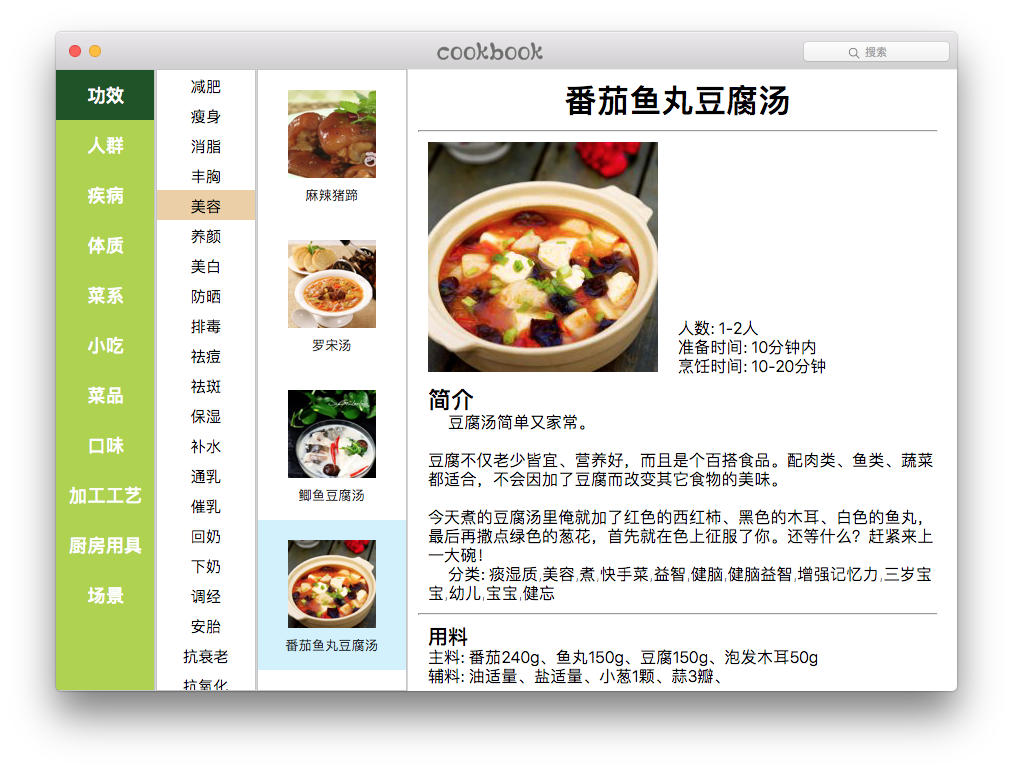 cookbook
搜索
功效
人群
疾病
体质
菜系
小吃
菜品
口味
加工工艺
厨房用具
场景
减肥
瘦身
消脂
丰胸
美容
养颜
美白
防晒
排毒
祛痘
祛斑
保湿
补水
通乳
催乳
回奶
下奶
调经
安胎
抗衰老
抗氧化
麻辣猪蹄
罗宋汤
鲫鱼豆腐汤
番茄鱼丸豆腐汤
番茄鱼丸豆腐汤
人数: 1-2人
准备时间: 10分钟内
烹饪时间: 10-20分钟
简介
豆腐汤简单又家常。
豆腐不仅老少皆宜、营养好，而且是个百搭食品。配肉类、鱼类、蔬菜
都适合，不会因加了豆腐而改变其它食物的美味。
今天煮的豆腐汤里俺就加了红色的西红柿、黑色的木耳、白色的鱼丸，
最后再撒点绿色的葱花，首先就在色上征服了你。还等什么？赶紧来上
一大碗！
分类: 痰湿质,美容,煮,快手菜,益智,健脑,健脑益智,增强记忆力,三岁宝
宝,幼儿,宝宝,健忘
用料
主料: 番茄240g、鱼丸150g、豆腐150g、泡发木耳50g
辅料: 油适量、盐适量、小葱1颗、蒜3瓣、